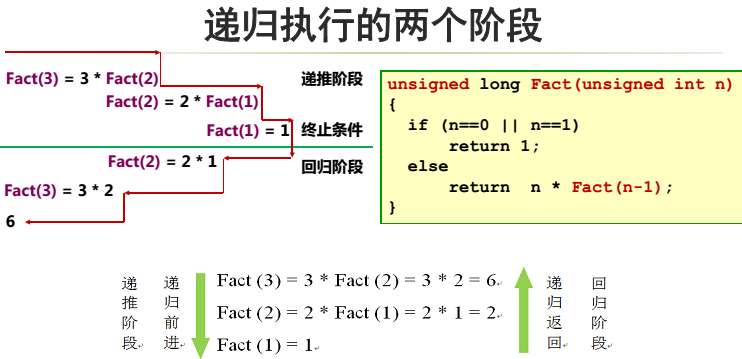 递归执行的两个阶段
Fact(3) = 3 * Fact(2)
递推阶段
Fact(2) = 2 * Fact(1)
Fact(1) = 1
终止条件
Fact(2) = 2 * 1
回归阶段
Fact(3) = 3 * 2
6
unsigned long Fact(unsigned int n)
{
if (n==0 || n==1)
return 1;
else
return n * Fact(n-1);
}
递推阶段
递归前进
Fact (3) = 3 * Fact (2) = 3 * 2 = 6
Fact (2) = 2 * Fact (1) = 2 * 1 = 2
Fact (1) = 1
递归返回
回归阶段